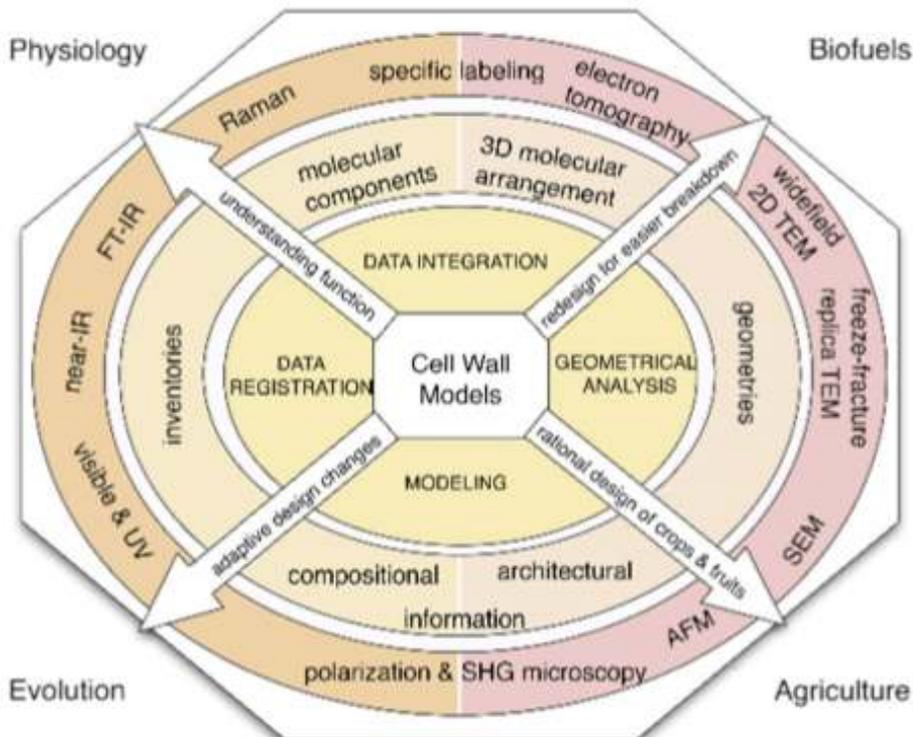 Physiology
Biofuels
specific labeling
electron
tomography
Raman
molecular
components
3D molecular
arrangement
widefield
2D TEM
understanding function
redesign for easier breakdown
FT-IR
DATA INTEGRATION
freeze-fracture
replica TEM
near-IR
inventories
DATA
REGISTRATION
Cell Wall
Models
GEOMETRICAL
ANALYSIS
geometries
visible & UV
adaptive design changes
MODELING
rational design of crops & fruits
SEM
compositional
architectural
information
AFM
polarization & SHG microscopy
Evolution
Agriculture